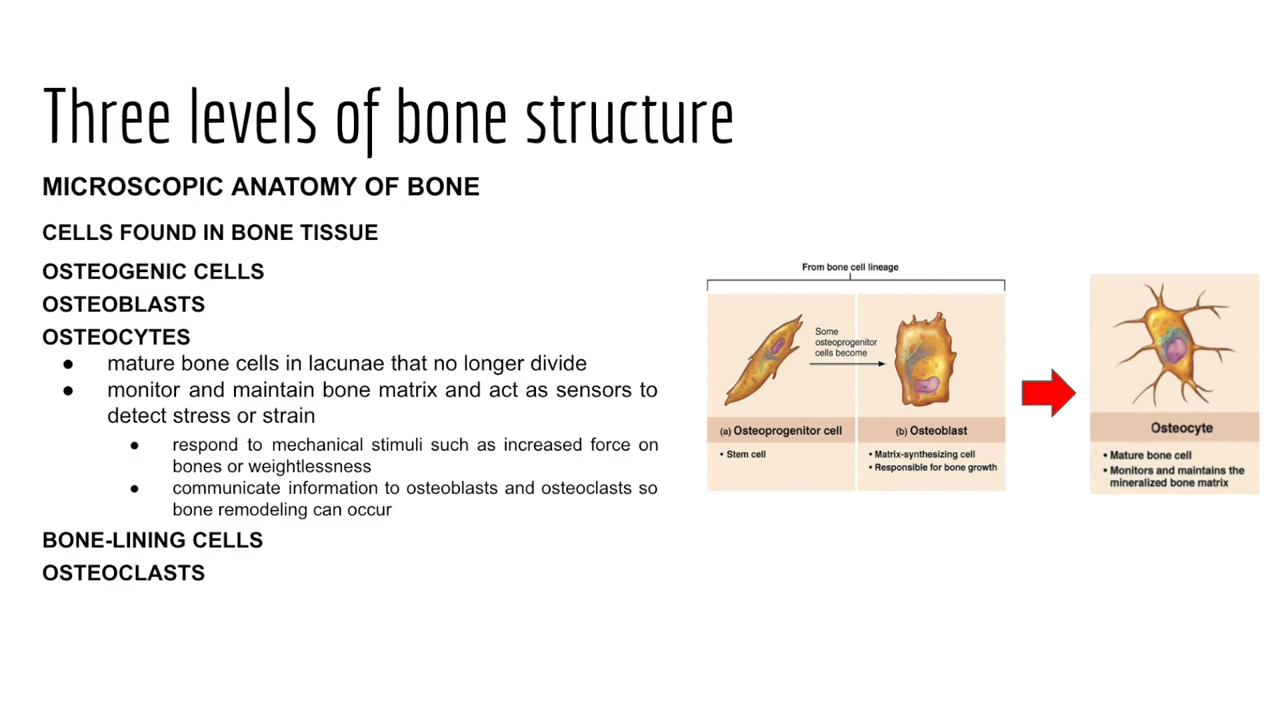 Three levels of bone structure
MICROSCOPIC ANATOMY OF BONE
CELLS FOUND IN BONE TISSUE
OSTEOGENIC CELLS
OSTEOBLASTS
OSTEOCYTES
● mature bone cells in lacunae that no longer divide
● monitor and maintain bone matrix and act as sensors to
detect stress or strain
● respond to mechanical stimuli such as increased force on
bones or weightlessness
● communicate information to osteoblasts and osteoclasts so
bone remodeling can occur
BONE-LINING CELLS
OSTEOCLASTS
From bone cell lineage
Some
osteoprogenitor
cells become
(a) Osteoprogenitor cell
• Stem cell
(b) Osteoblast
• Matrix-synthesizing cell
• Responsible for bone growth
Osteocyte
• Mature bone cell
• Monitors and maintains the
mineralized bone matrix